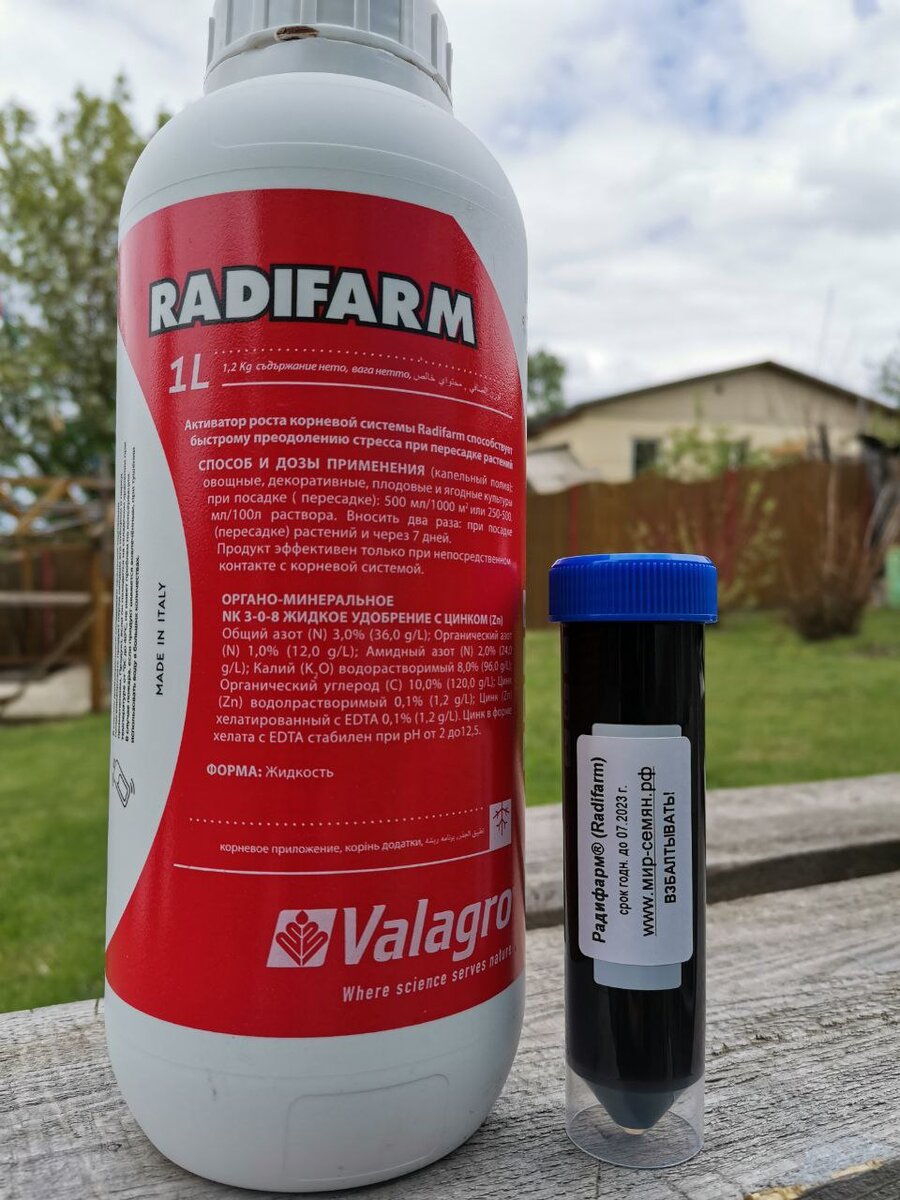 RADIFARM
1L
1,2 Kg съдържание нето, вага нетто, محتواي خالص, الصافي
Активатор роста корневой системы Radifarm способствует
быстрому преодолению стресса при пересадке растений
СПОСОБ И ДОЗЫ ПРИМЕНЕНИЯ (капельный полив):
овощные, декоративные, плодовые и ягодные культуры
при посадке ( пересадке): 500 мл/1000 м² или 250-500
мл/100л раствора. Вносить два раза: при посадке
(пересадке) растений и через 7 дней.
Продукт эффективен только при непосредственном
контакте с корневой системой.
ОРГАНО-МИНЕРАЛЬНОЕ
NK 3-0-8 ЖИДКОЕ УДОБРЕНИЕ С ЦИНКОМ (Zn)
Общий азот (N) 3,0% (36,0 g/L); Органический азот
(N) 1,0% (12,0 g/L); Амидный азот (N) 2,0% (24,0
g/L); Калий (K₂O) водорастворимый 8,0% (96,0 g/L);
Органический углерод (C) 10,0% (120,0 g/L); Цинк
(Zn) водолрастворимый 0,1% (1,2 g/L); Цинк (Zn)
хелатированный с EDTA 0,1% (1,2 g/L). Цинк в форме
хелата с EDTA стабилен при pH от 2 до12,5.
ФОРМА: Жидкость
корневое приложение, корінь додатки,
Valagro
Where science serves nature
MADE IN ITALY
Радифарм® (Radifarm)
срок годн. до 07.2023 г.
www.мир-семян.рф
ВЗБАЛТЫВАТЬ!